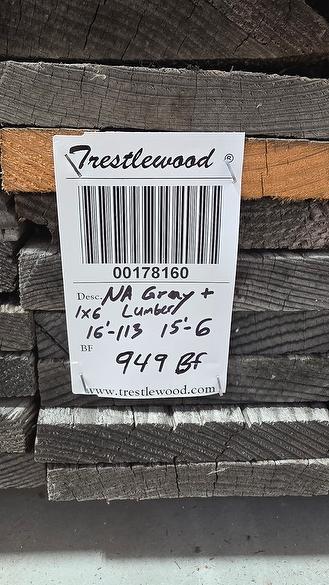 Trestlewood ®
00178160
Desc. NA Gray +
1x6 Lumber
16'-113 15'-6
BF
949 BF
www.trestlewood.com